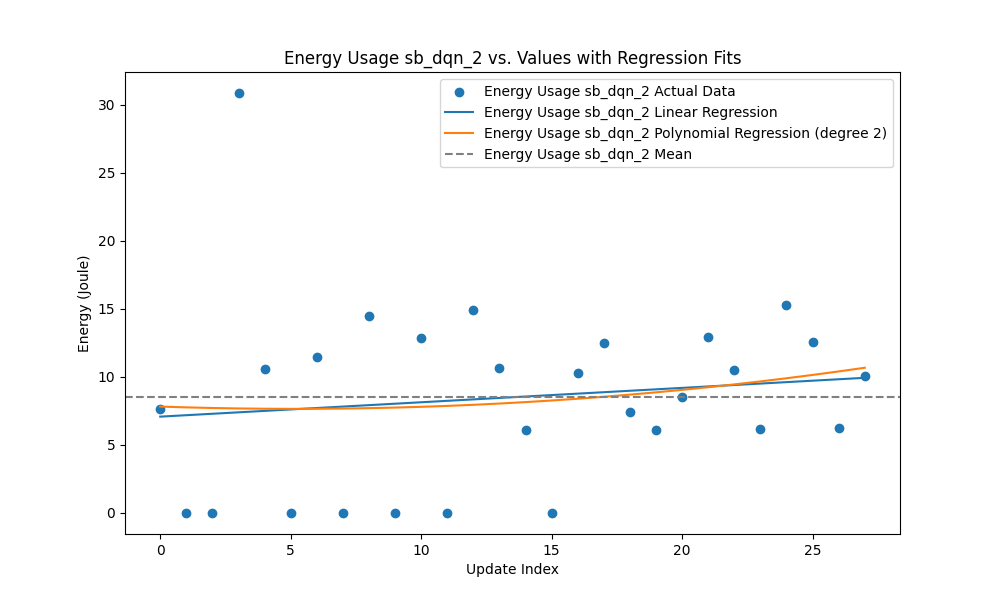 Energy Usage sb_dqn_2 vs. Values with Regression Fits
Energy Usage sb_dqn_2 Actual Data
Energy Usage sb_dqn_2 Linear Regression
Energy Usage sb_dqn_2 Polynomial Regression (degree 2)
Energy Usage sb_dqn_2 Mean
Energy (Joule)
30
25
20
15
10
5
0
0 5 10 15 20 25
Update Index